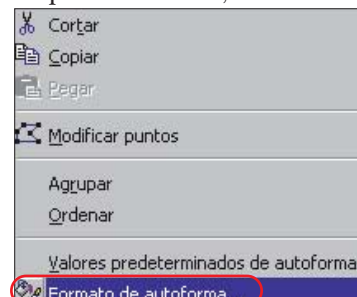 Cortar
Copiar
Pegar
Modificar puntos
Agrupar
Ordenar
Valores predeterminados de autoforma
Formato de autoforma